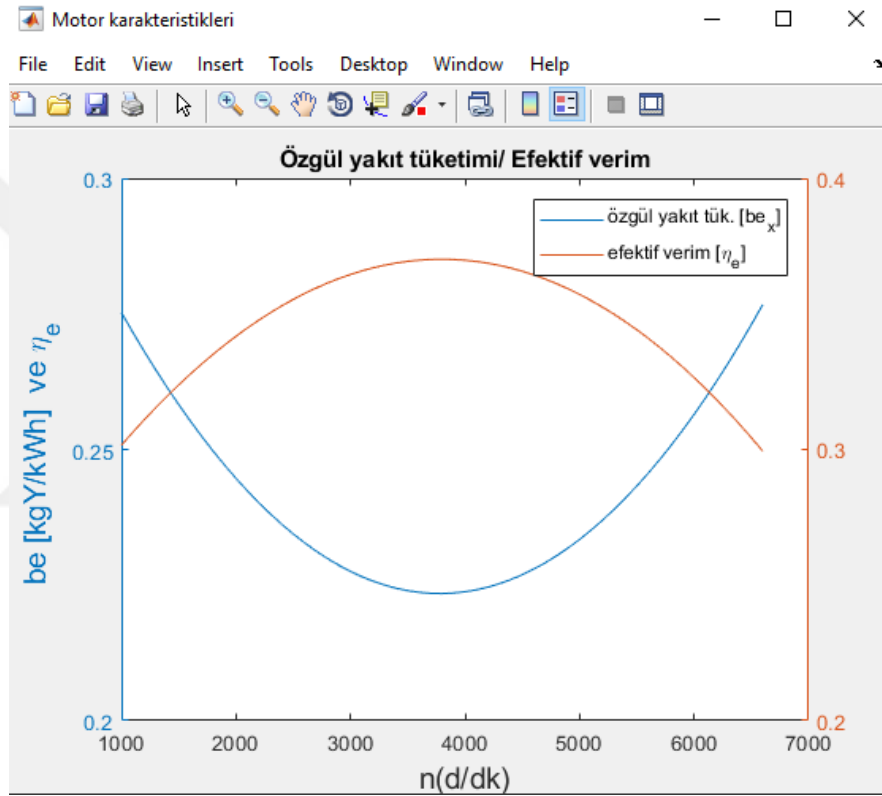 Motor karakteristikleri
File Edit View Insert Tools Desktop Window Help
Özgül yakıt tüketimi/ Efektif verim
0.3
0.4
özgül yakıt tük. [be_x]
efektif verim [η_e]
be [kgY/kWh] ve η_e
0.25
0.3
0.2
0.2
1000 2000 3000 4000 5000 6000 7000
n(d/dk)